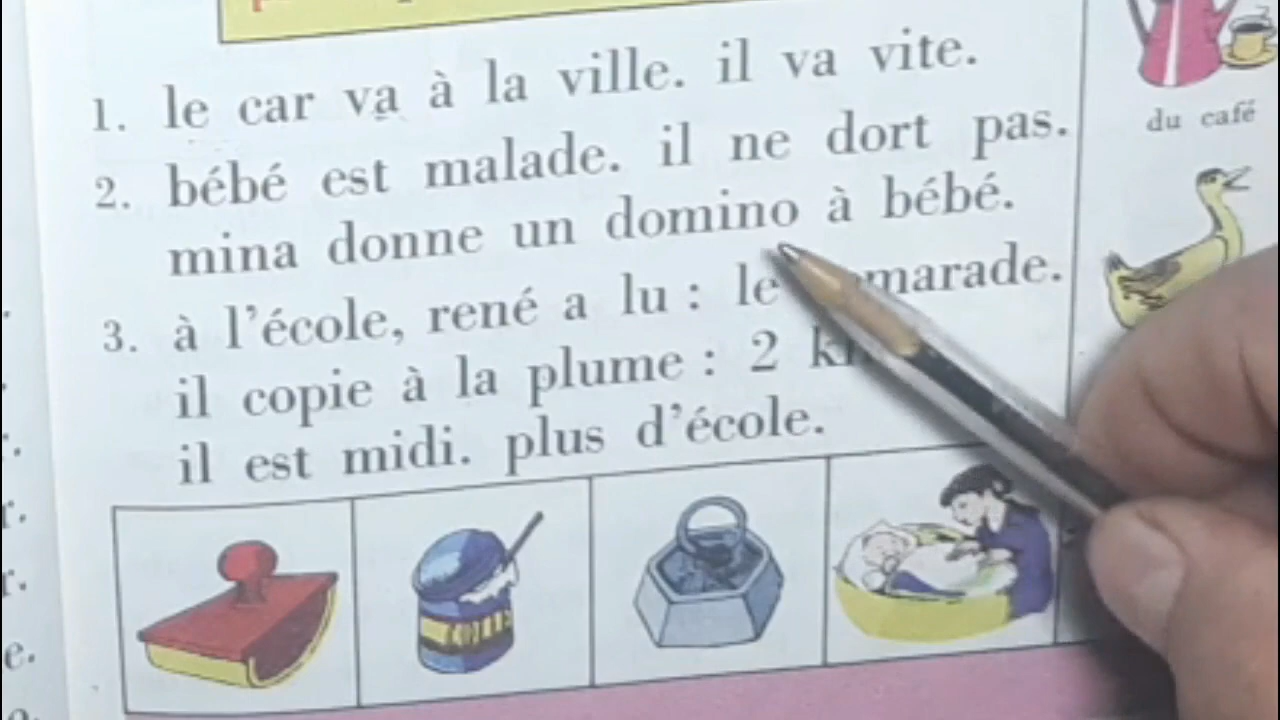 1. le car va à la ville. il va vite.
2. bébé est malade. il ne dort pas.
mina donne un domino à bébé.
3. à l'école, rené a lu : le marade.
il copie à la plume : 2
il est midi. plus d'école.
du café